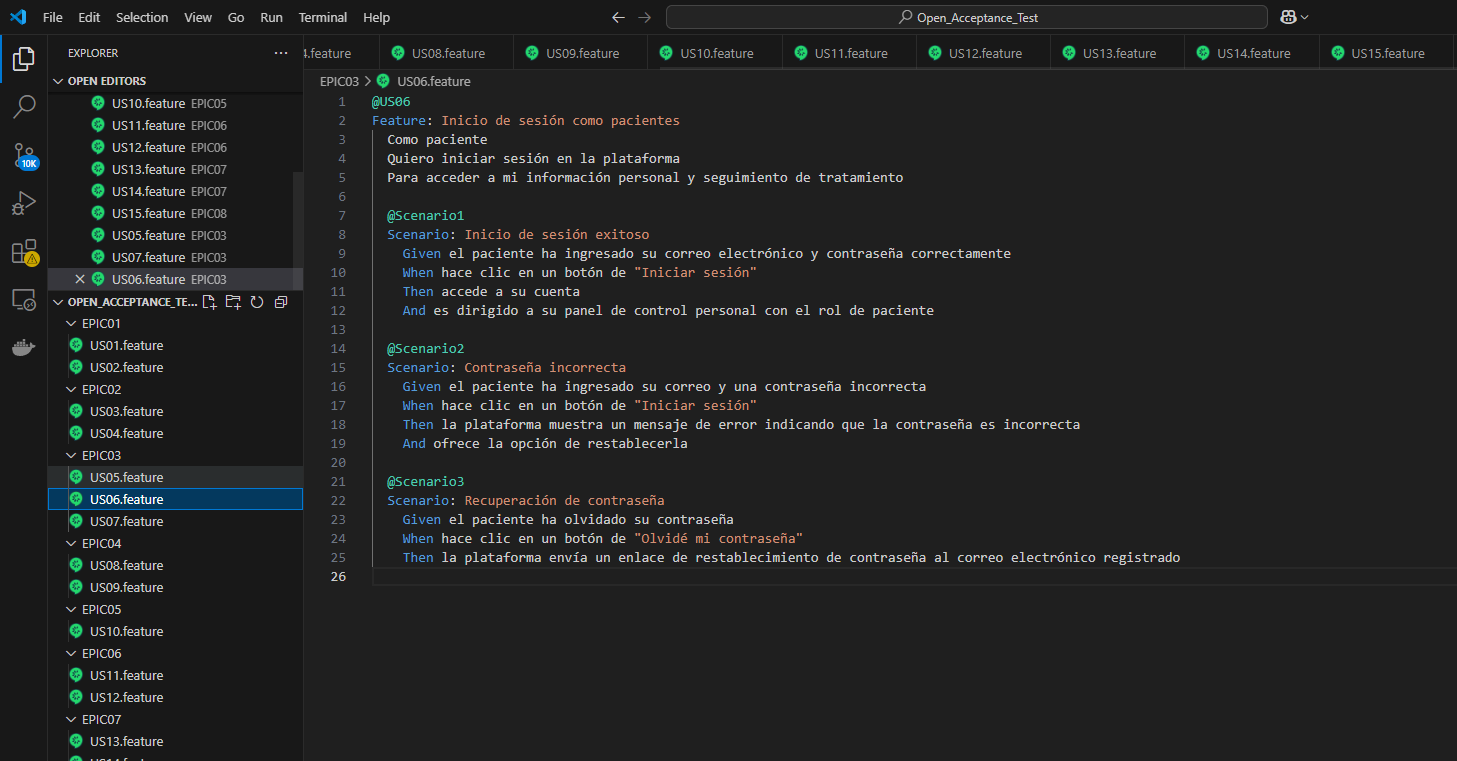 File Edit Selection View Go Run Terminal Help
Open_Acceptance_Test
EXPLORER
OPEN EDITORS
US10.feature EPIC05
US11.feature EPIC06
US12.feature EPIC06
US13.feature EPIC07
US14.feature EPIC07
US15.feature EPIC08
US05.feature EPIC03
US07.feature EPIC03
US06.feature EPIC03
OPEN_ACCEPTANCE_TE...
EPIC01
US01.feature
US02.feature
EPIC02
US03.feature
US04.feature
EPIC03
US05.feature
US06.feature
US07.feature
EPIC04
US08.feature
US09.feature
EPIC05
US10.feature
EPIC06
US11.feature
US12.feature
EPIC07
US13.feature
10K
4.feature US08.feature US09.feature US10.feature US11.feature US12.feature US13.feature US14.feature US15.feature
EPIC03 > US06.feature
1 @US06
2 Feature: Inicio de sesión como pacientes
3 Como paciente
4 Quiero iniciar sesión en la plataforma
5 Para acceder a mi información personal y seguimiento de tratamiento
6
7 @Scenario1
8 Scenario: Inicio de sesión exitoso
9 Given el paciente ha ingresado su correo electrónico y contraseña correctamente
10 When hace clic en un botón de "Iniciar sesión"
11 Then accede a su cuenta
12 And es dirigido a su panel de control personal con el rol de paciente
13
14 @Scenario2
15 Scenario: Contraseña incorrecta
16 Given el paciente ha ingresado su correo y una contraseña incorrecta
17 When hace clic en un botón de "Iniciar sesión"
18 Then la plataforma muestra un mensaje de error indicando que la contraseña es incorrecta
19 And ofrece la opción de restablecerla
20
21 @Scenario3
22 Scenario: Recuperación de contraseña
23 Given el paciente ha olvidado su contraseña
24 When hace clic en un botón de "Olvidé mi contraseña"
25 Then la plataforma envía un enlace de restablecimiento de contraseña al correo electrónico registrado
26